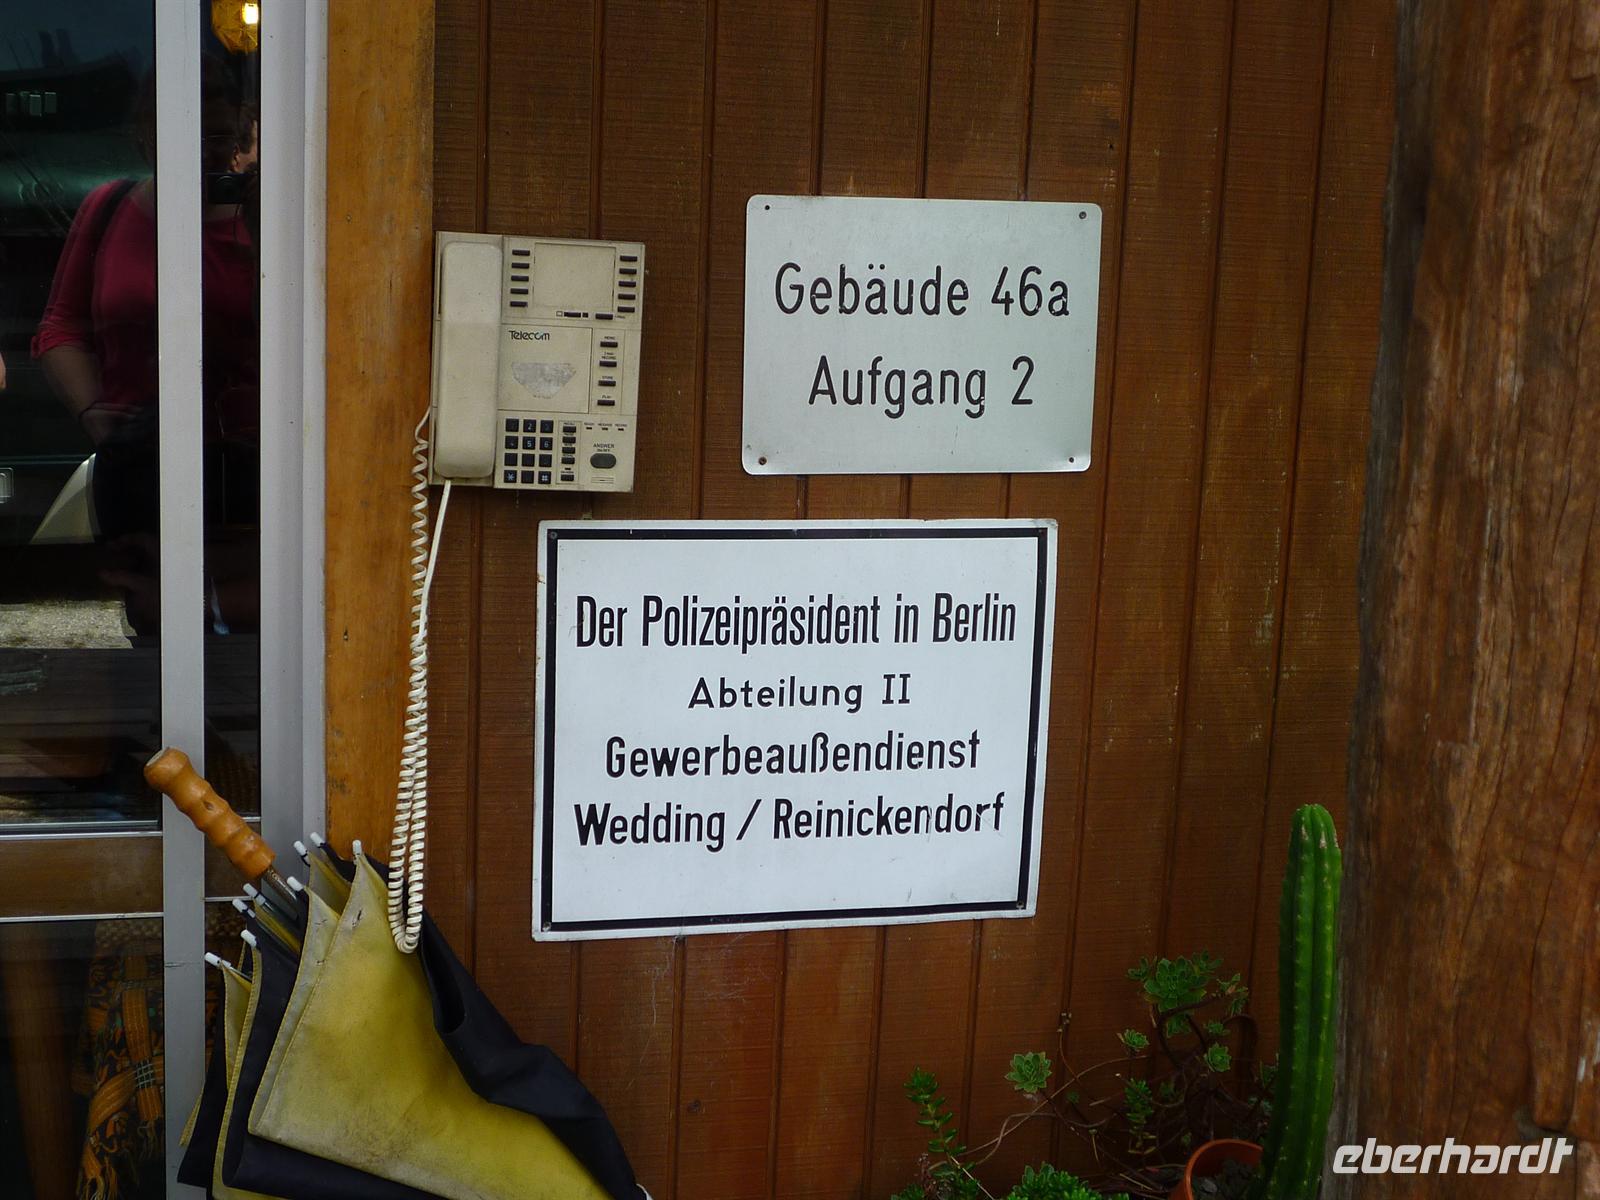 Gebäude 46a
Aufgang 2
Telecom
Der Polizeipräsident in Berlin
Abteilung II
Gewerbeaußendienst
Wedding / Reinickendorf
eberhardt